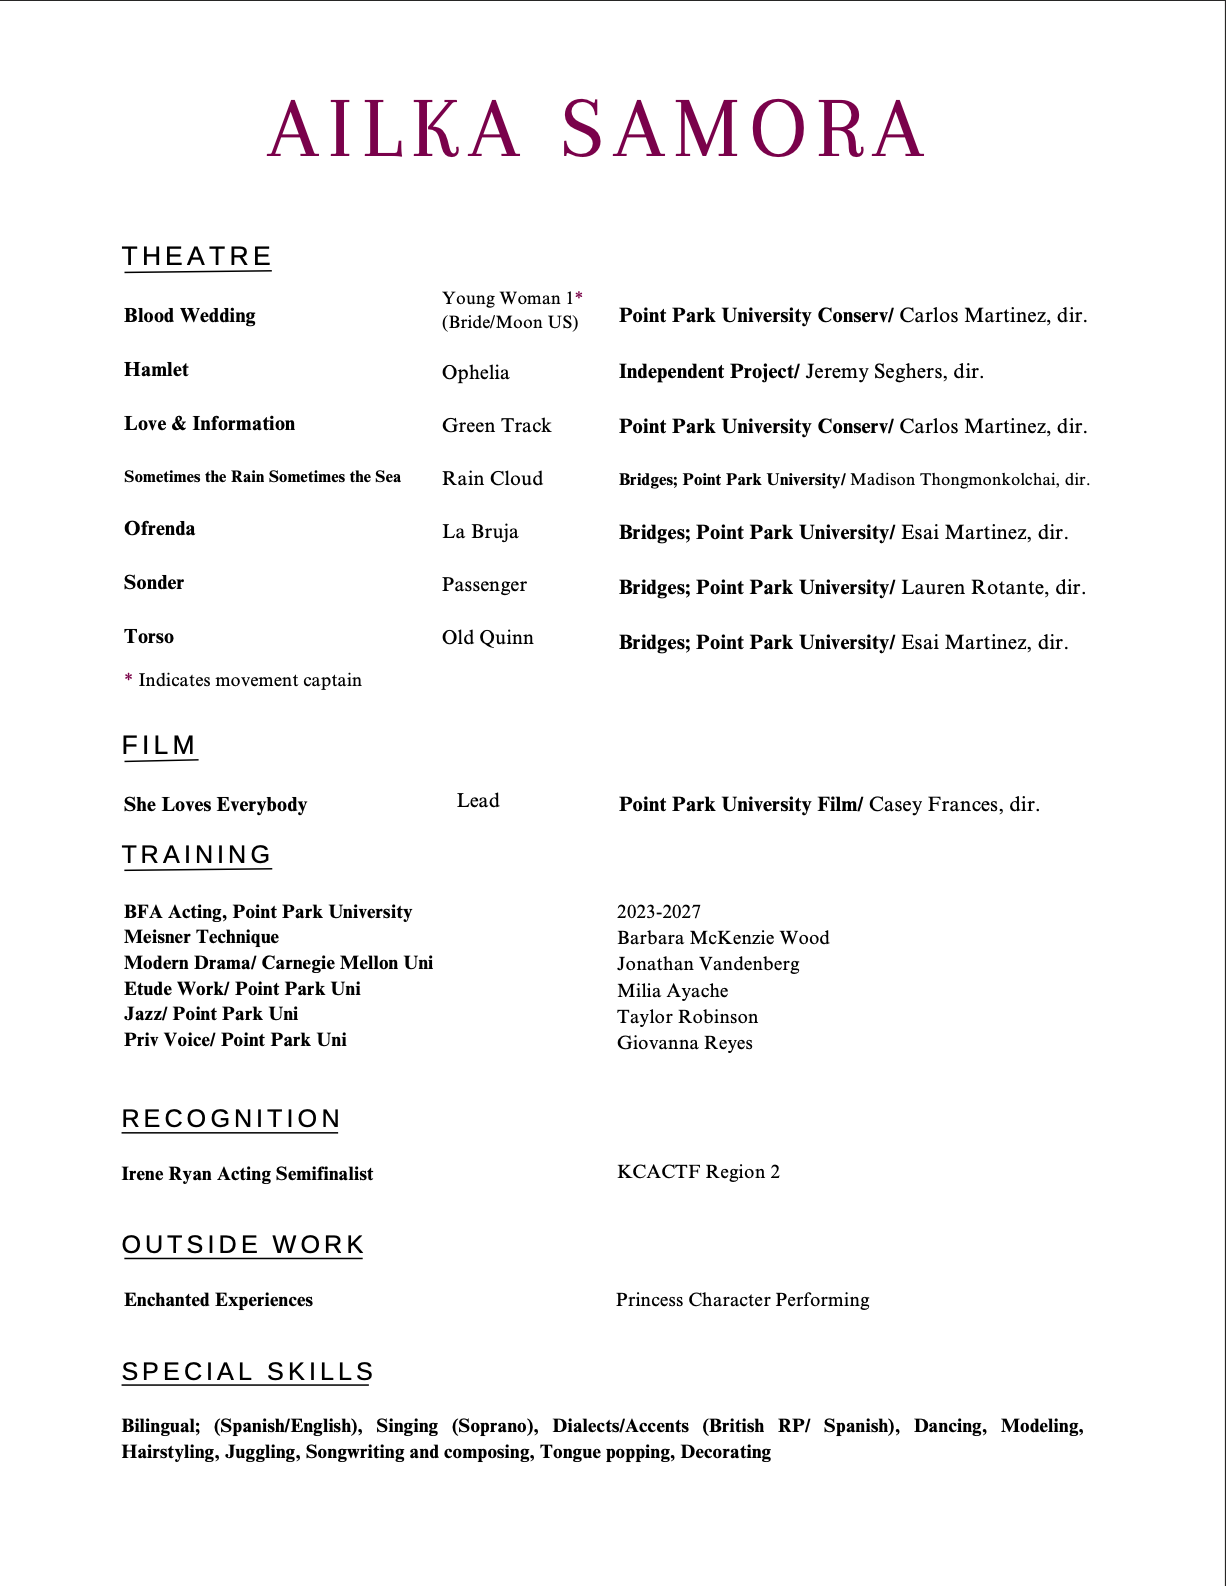 AILKA SAMORA
THEATRE
Blood Wedding Young Woman 1* (Bride/Moon US) Point Park University Conserv/ Carlos Martinez, dir.
Hamlet Ophelia Independent Project/ Jeremy Seghers, dir.
Love & Information Green Track Point Park University Conserv/ Carlos Martinez, dir.
Sometimes the Rain Sometimes the Sea Rain Cloud Bridges; Point Park University/ Madison Thongmonkolchai, dir.
Ofrenda La Bruja Bridges; Point Park University/ Esai Martinez, dir.
Sonder Passenger Bridges; Point Park University/ Lauren Rotante, dir.
Torso Old Quinn Bridges; Point Park University/ Esai Martinez, dir.
* Indicates movement captain
FILM
She Loves Everybody Lead Point Park University Film/ Casey Frances, dir.
TRAINING
BFA Acting, Point Park University 2023-2027
Meisner Technique Barbara McKenzie Wood
Modern Drama/ Carnegie Mellon Uni Jonathan Vandenberg
Etude Work/ Point Park Uni Milia Ayache
Jazz/ Point Park Uni Taylor Robinson
Priv Voice/ Point Park Uni Giovanna Reyes
RECOGNITION
Irene Ryan Acting Semifinalist KCACTF Region 2
OUTSIDE WORK
Enchanted Experiences Princess Character Performing
SPECIAL SKILLS
Bilingual; (Spanish/English), Singing (Soprano), Dialects/Accents (British RP/ Spanish), Dancing, Modeling,
Hairstyling, Juggling, Songwriting and composing, Tongue popping, Decorating